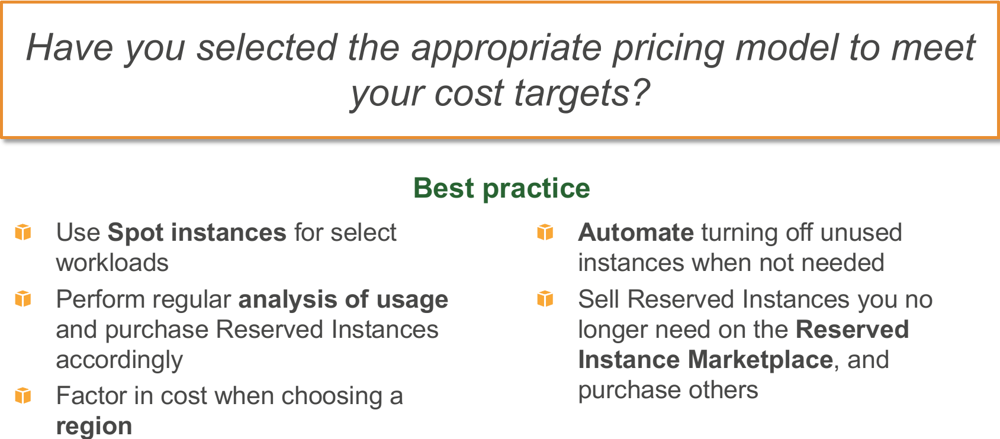 Have you selected the appropriate pricing model to meet
your cost targets?
Best practice
Use Spot instances for select
workloads
Perform regular analysis of usage
and purchase Reserved Instances
accordingly
Factor in cost when choosing a
region
Automate turning off unused
instances when not needed
Sell Reserved Instances you no
longer need on the Reserved
Instance Marketplace, and
purchase others